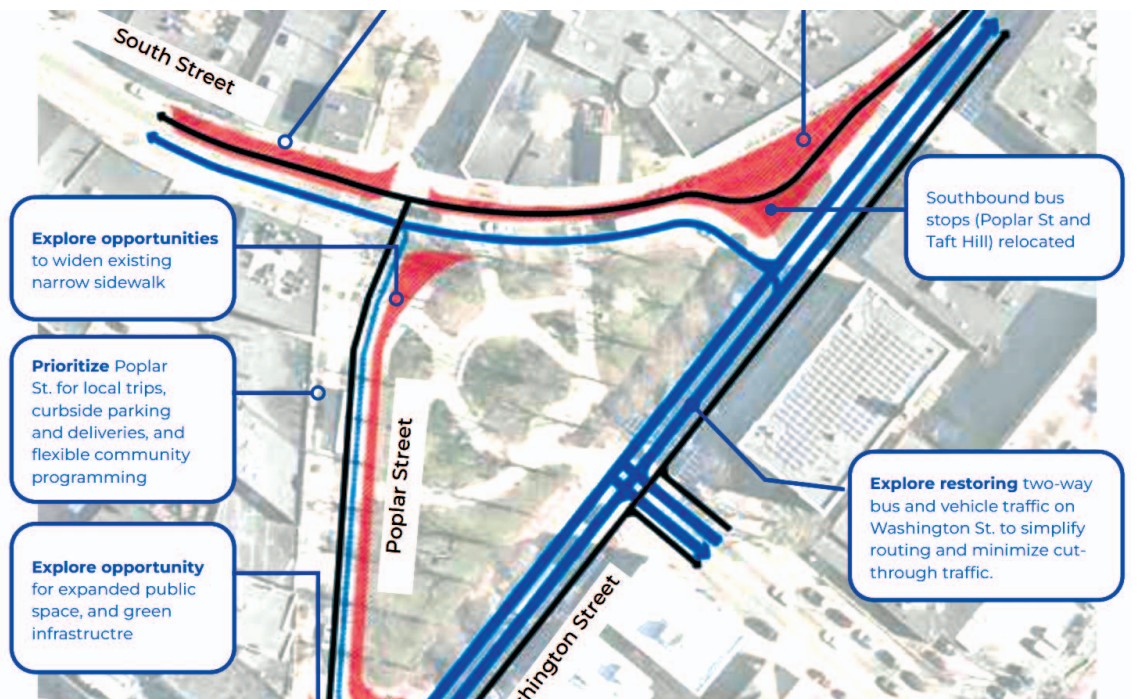 South Street
Southbound bus
stops (Poplar St and
Taft Hill) relocated
Explore opportunities
to widen existing
narrow sidewalk
Prioritize Poplar
St. for local trips,
curbside parking
and deliveries, and
flexible community
programming
Poplar Street
Explore restoring two-way
bus and vehicle traffic on
Washington St. to simplify
routing and minimize cut-
through traffic.
Explore opportunity
for expanded public
space, and green
infrastructre
hington Street